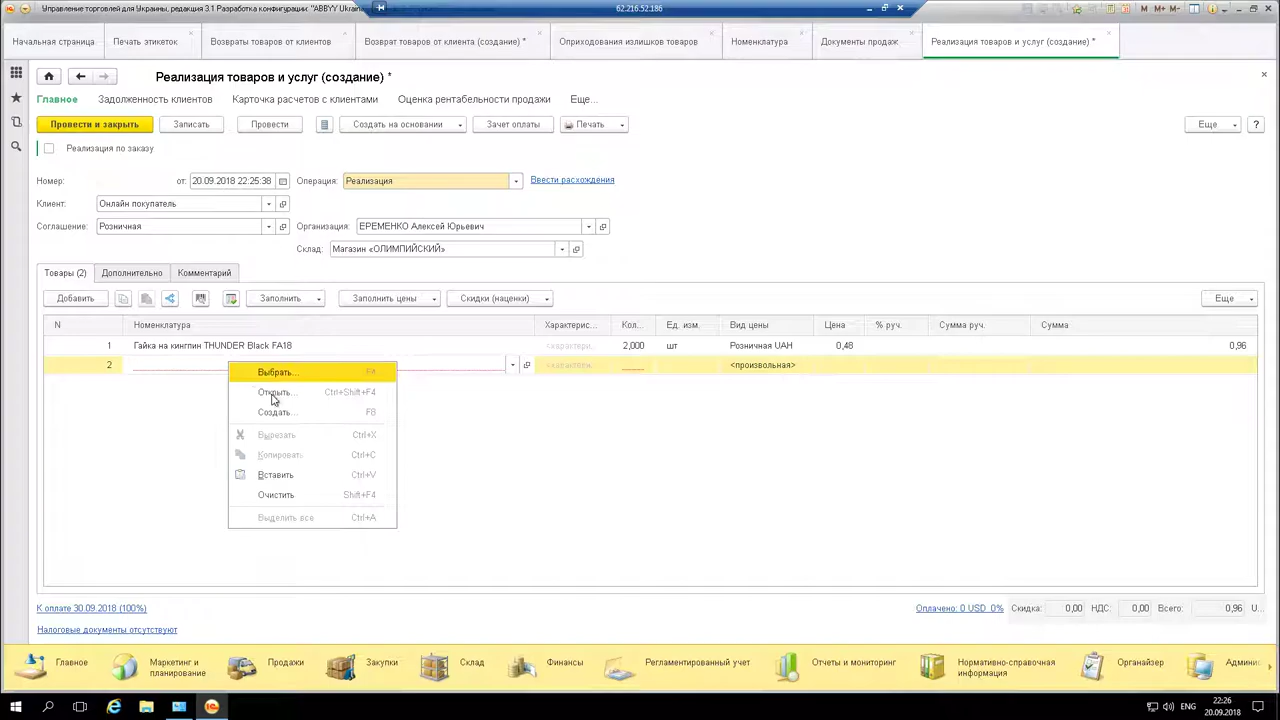 Управление торговлей для Украины, редакция 3.1 Разработка конфигурации: "ABBYY Ukraine
62.216.52.186
M M+ M-
Начальная страница
Печать этикеток
Возвраты товаров от клиентов
Возврат товаров от клиента (создание) *
Оприходования излишков товаров
Номенклатура
Документы продаж
Реализация товаров и услуг (создание) *
Реализация товаров и услуг (создание) *
Главное Задолженность клиентов Карточка расчетов с клиентами Оценка рентабельности продажи Еще...
Провести и закрыть Записать Провести Создать на основании Зачет оплаты Печать Еще ?
Реализация по заказу
Номер: от: 20.09.2018 22:25:38 Операция: Реализация Ввести расхождения
Клиент: Онлайн покупатель
Соглашение: Розничная Организация: ЕРЕМЕНКО Алексей Юрьевич
Склад: Магазин «ОЛИМПИЙСКИЙ»
Товары (2) Дополнительно Комментарий
Добавить Заполнить Заполнить цены Скидки (наценки) Еще
N Номенклатура Характерис... Кол... Ед. изм. Вид цены Цена % руч. Сумма руч. Сумма
1 Гайка на кингпин THUNDER Black FA18 <характери... 2,000 шт Розничная UAH 0,48 0,96
2 <характери... <произвольная>
Выбрать... F4
Открыть... Ctrl+Shift+F4
Создать... F8
Вырезать Ctrl+X
Копировать Ctrl+C
Вставить Ctrl+V
Очистить Shift+F4
Выделить все Ctrl+A
К оплате 30.09.2018 (100%) Оплачено: 0 USD 0% Скидка: 0,00 НДС: 0,00 Всего: 0,96 U...
Налоговые документы отсутствуют
Главное
Маркетинг и планирование
Продажи
Закупки
Склад
Финансы
Регламентированный учет
Отчеты и мониторинг
Нормативно-справочная информация
Органайзер
Админис
ENG
22:26
20.09.2018